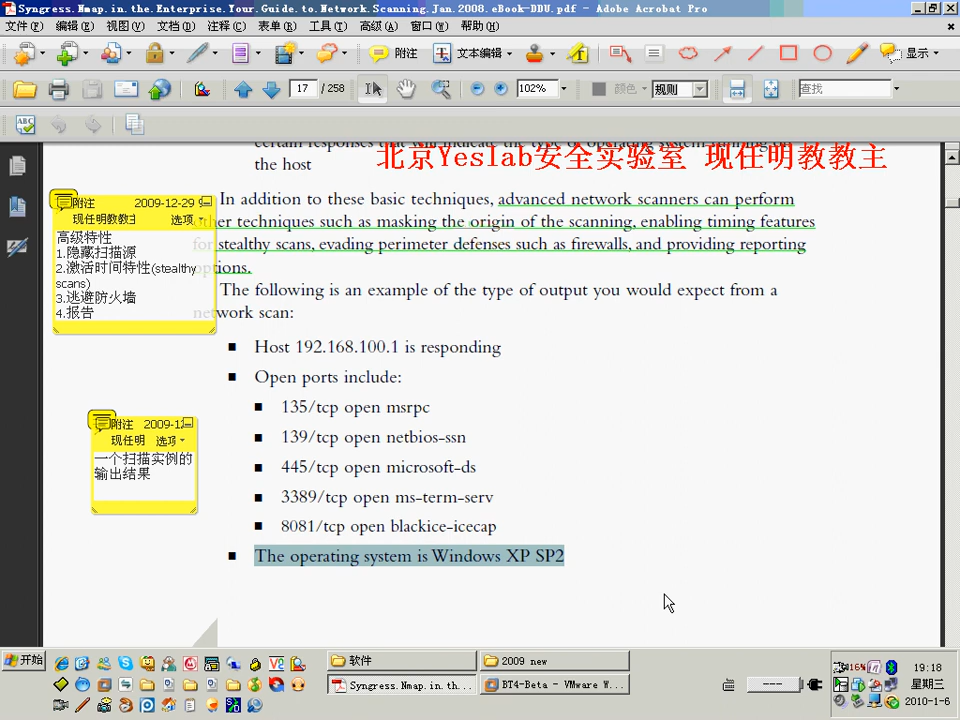 Syngress.Nmap.in.the.Enterprise.Your.Guide.to.Network.Scanning.Jan.2008.eBook-DDU.pdf - Adobe Acrobat Pro
文件(F) 编辑(E) 视图(V) 文档(D) 注释(C) 表单(R) 工具(T) 高级(A) 窗口(W) 帮助(H)
附注 文本编辑 显示
17 / 258 102% 颜色 规则 查找
the host
北京Yeslab安全实验室 现任明教教主
In addition to these basic techniques, advanced network scanners can perform
other techniques such as masking the origin of the scanning, enabling timing features
for stealthy scans, evading perimeter defenses such as firewalls, and providing reporting
options.
The following is an example of the type of output you would expect from a
network scan:
附注 2009-12-29
现任明教教主 选项
高级特性
1.隐藏扫描源
2.激活时间特性(stealthy
scans)
3.逃避防火墙
4.报告
■ Host 192.168.100.1 is responding
■ Open ports include:
■ 135/tcp open msrpc
■ 139/tcp open netbios-ssn
■ 445/tcp open microsoft-ds
■ 3389/tcp open ms-term-serv
■ 8081/tcp open blackice-icecap
■ The operating system is Windows XP SP2
附注 2009-12
现任明 选项
一个扫描实例的
输出结果
开始 软件 2009 new
Syngress.Nmap.in.th... BT4-Beta - VMware W...
16% 19:18
星期三
2010-1-6